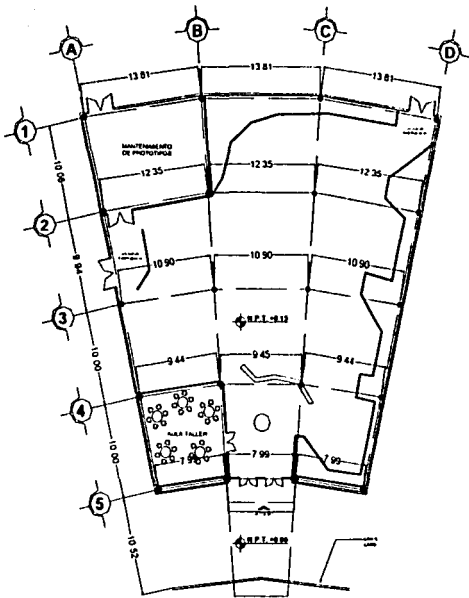 A
B
C
D
13 81
13 81
13 81
1
MANTENIMIENTO
DE PROTOTIPOS
12 35
12 35
12 35
10 06
2
9 94
10 90
10 90
10 90
3
N.P.T. +0.12
10 00
9 44
9 45
9 44
4
AULA TALLER
10 00
7 99
7 99
7 99
5
10 52
N.P.T. +0.00